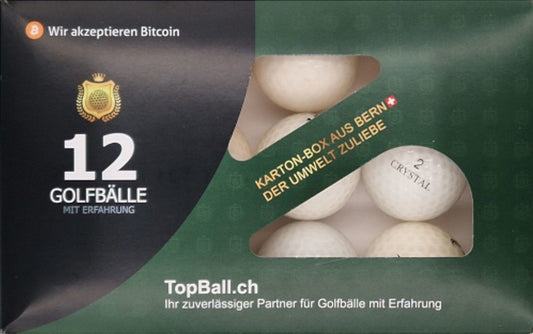 Wir akzeptieren Bitcoin
12
GOLFBÄLLE
MIT ERFAHRUNG
KARTON-BOX AUS BERN
DER UMWELT ZULIEBE
2
CRYSTAL
TopBall.ch
Ihr zuverlässiger Partner für Golfbälle mit Erfahrung